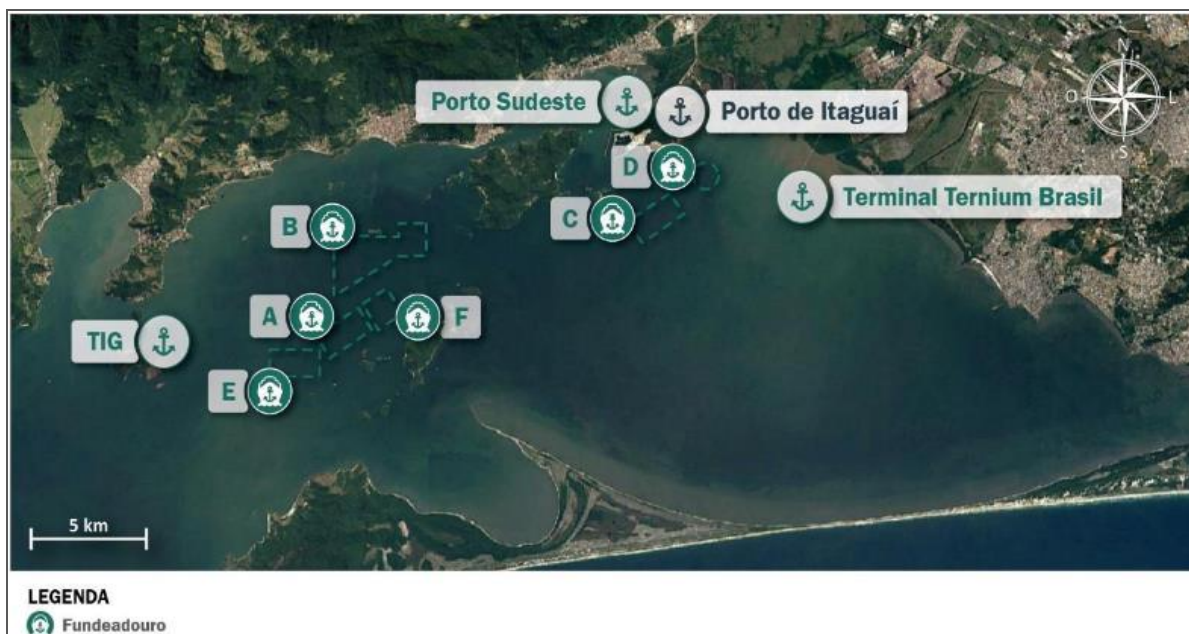 N
O
L
S
Porto Sudeste
Porto de Itaguaí
D
Terminal Ternium Brasil
C
B
A
F
TIG
E
5 km
LEGENDA
Fundeadouro